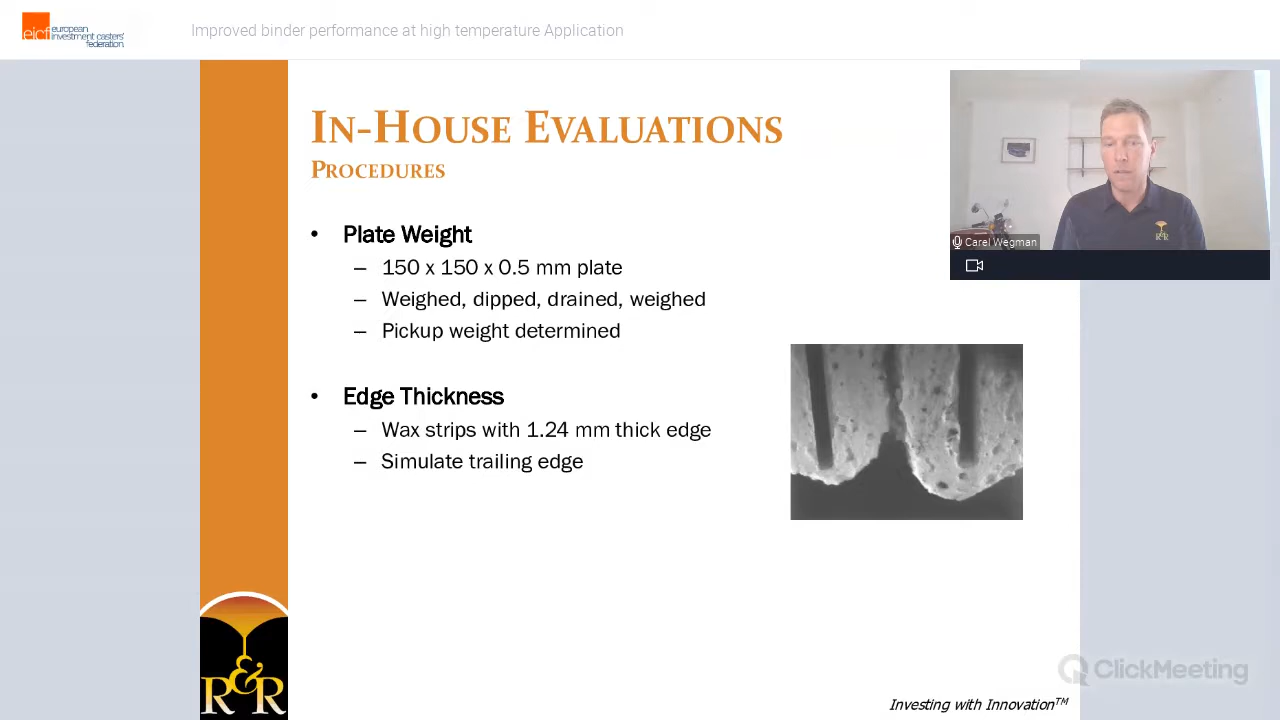 eicf european
investment casters'
federation.
Improved binder performance at high temperature Application
IN-HOUSE EVALUATIONS
PROCEDURES
• Plate Weight
– 150 x 150 x 0.5 mm plate
– Weighed, dipped, drained, weighed
– Pickup weight determined
• Edge Thickness
– Wax strips with 1.24 mm thick edge
– Simulate trailing edge
Carel Wegman
R&R
R&R
ClickMeeting
Investing with Innovation™